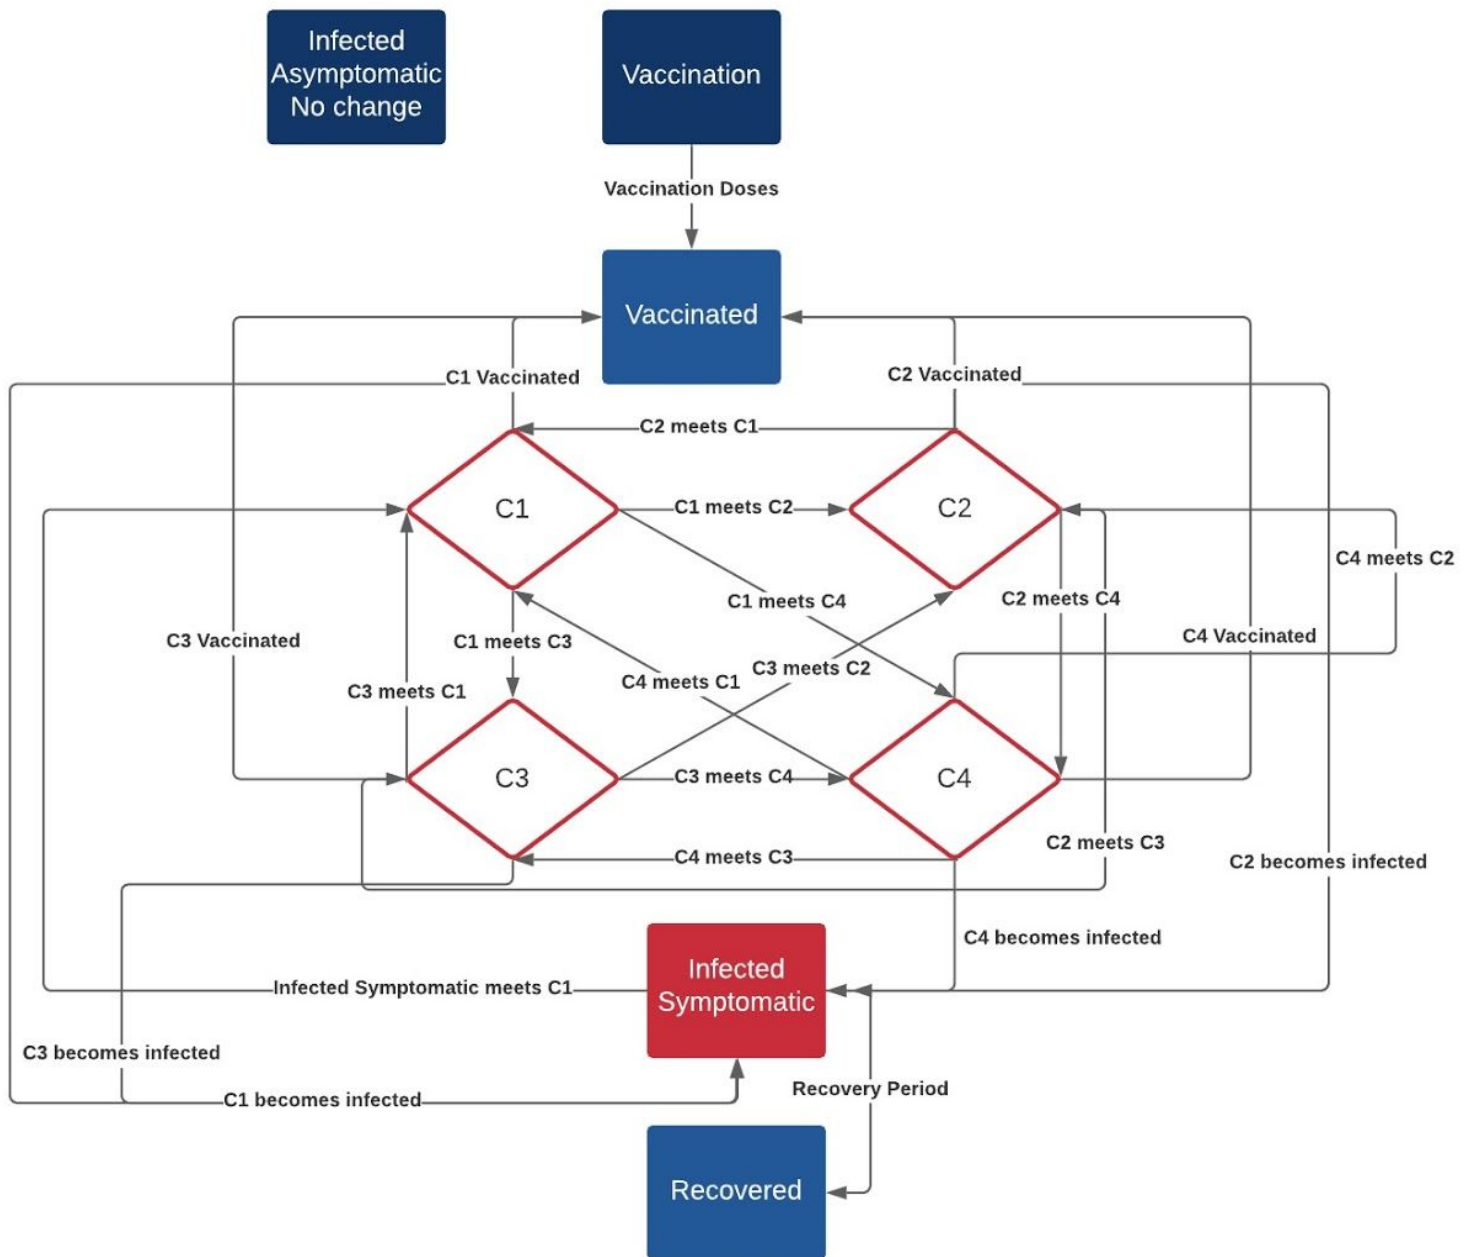 Infected
Asymptomatic
No change
Vaccination
Vaccination Doses
Vaccinated
C1 Vaccinated
C2 Vaccinated
C2 meets C1
C1
C1 meets C2
C2
C4 meets C2
C1 meets C4
C2 meets C4
C3 Vaccinated
C1 meets C3
C4 Vaccinated
C3 meets C1
C4 meets C1
C3 meets C2
C3
C3 meets C4
C4
C4 meets C3
C2 meets C3
C2 becomes infected
C4 becomes infected
Infected
Symptomatic
Infected Symptomatic meets C1
C3 becomes infected
C1 becomes infected
Recovery Period
Recovered